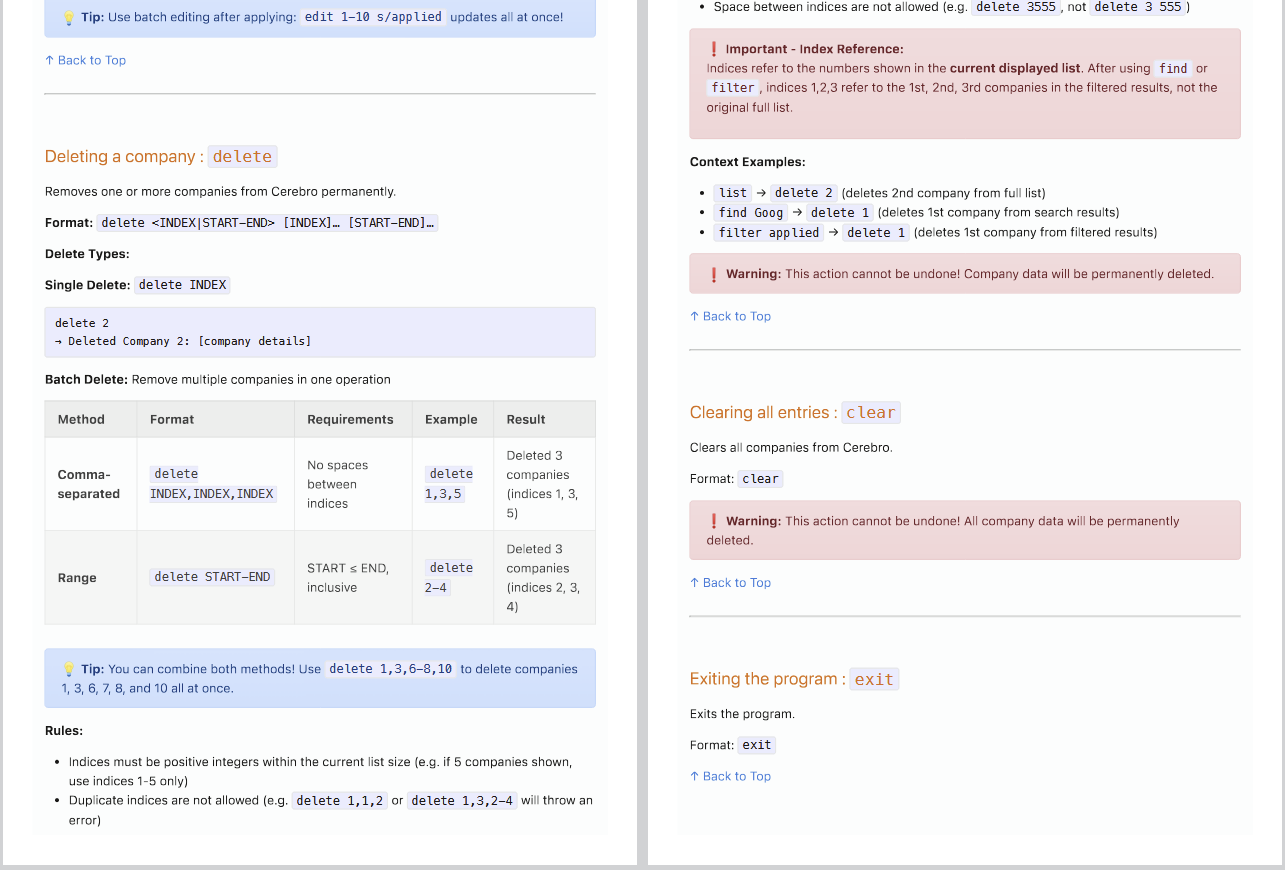 💡 Tip: Use batch editing after applying: edit 1–10 s/applied updates all at once!
↑ Back to Top
Deleting a company : delete
Removes one or more companies from Cerebro permanently.
Format: delete <INDEX|START–END> [INDEX]… [START–END]…
Delete Types:
Single Delete: delete INDEX
delete 2
→ Deleted Company 2: [company details]
Batch Delete: Remove multiple companies in one operation
Method Format Requirements Example Result
Comma-
separated
delete
INDEX,INDEX,INDEX
No spaces
between
indices
delete
1,3,5
Deleted 3
companies
(indices 1, 3,
5)
Range
delete START–END
START ≤ END,
inclusive
delete
2–4
Deleted 3
companies
(indices 2, 3,
4)
💡 Tip: You can combine both methods! Use delete 1,3,6–8,10 to delete companies
1, 3, 6, 7, 8, and 10 all at once.
Rules:
• Indices must be positive integers within the current list size (e.g. if 5 companies shown,
use indices 1-5 only)
• Duplicate indices are not allowed (e.g. delete 1,1,2 or delete 1,3,2–4 will throw an
error)
• Space between indices are not allowed (e.g. delete 3555 , not delete 3 555 )
❗ Important - Index Reference:
Indices refer to the numbers shown in the current displayed list. After using find or
filter , indices 1,2,3 refer to the 1st, 2nd, 3rd companies in the filtered results, not the
original full list.
Context Examples:
• list → delete 2 (deletes 2nd company from full list)
• find Goog → delete 1 (deletes 1st company from search results)
• filter applied → delete 1 (deletes 1st company from filtered results)
❗ Warning: This action cannot be undone! Company data will be permanently deleted.
↑ Back to Top
Clearing all entries : clear
Clears all companies from Cerebro.
Format: clear
❗ Warning: This action cannot be undone! All company data will be permanently
deleted.
↑ Back to Top
Exiting the program : exit
Exits the program.
Format: exit
↑ Back to Top